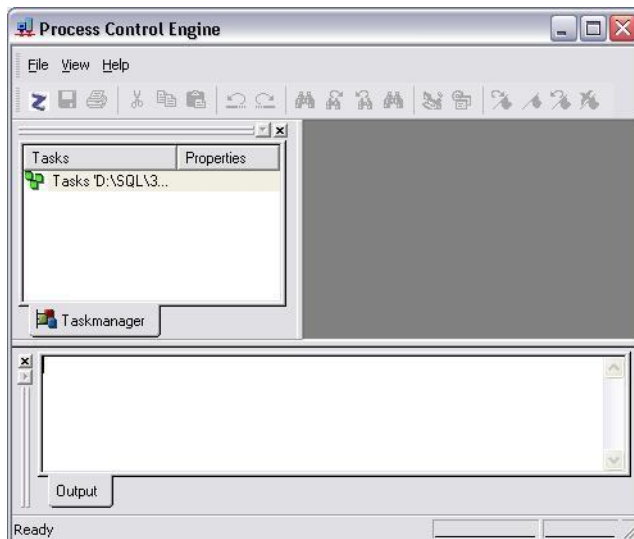 Process Control Engine
File View Help
Tasks Properties
Tasks 'D:\SQL\3...
Taskmanager
Output
Ready